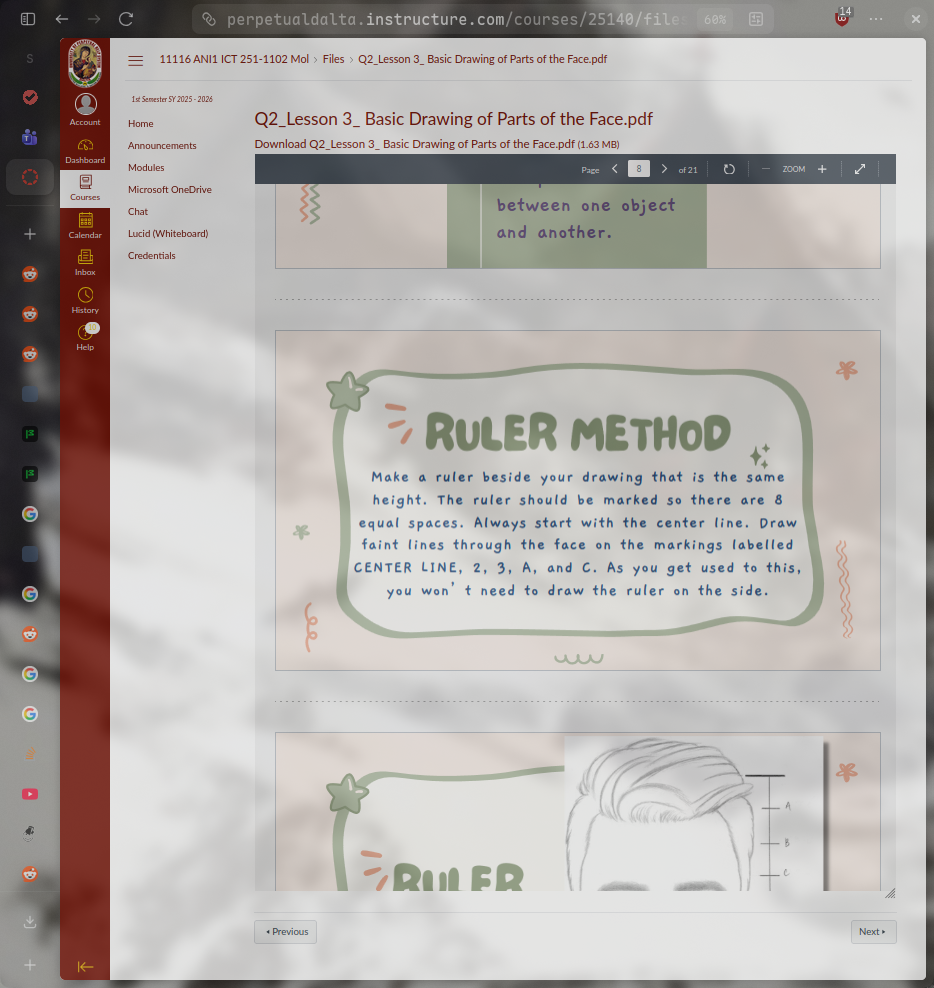 14
perpetualdalta.instructure.com/courses/25140/files
60%
S
11116 ANI1 ICT 251-1102 Mol › Files › Q2_Lesson 3_ Basic Drawing of Parts of the Face.pdf
Account
Dashboard
Courses
Calendar
Inbox
History
Help
1st Semester SY 2025 - 2026
Home
Announcements
Modules
Microsoft OneDrive
Chat
Lucid (Whiteboard)
Credentials
Q2_Lesson 3_ Basic Drawing of Parts of the Face.pdf
Download Q2_Lesson 3_ Basic Drawing of Parts of the Face.pdf (1.63 MB)
Page 8 of 21 ZOOM
between one object
and another.
RULER METHOD
Make a ruler beside your drawing that is the same
height. The ruler should be marked so there are 8
equal spaces. Always start with the center line. Draw
faint lines through the face on the markings labelled
CENTER LINE, 2, 3, A, and C. As you get used to this,
you won't need to draw the ruler on the side.
RULER
A
B
C
Previous
Next